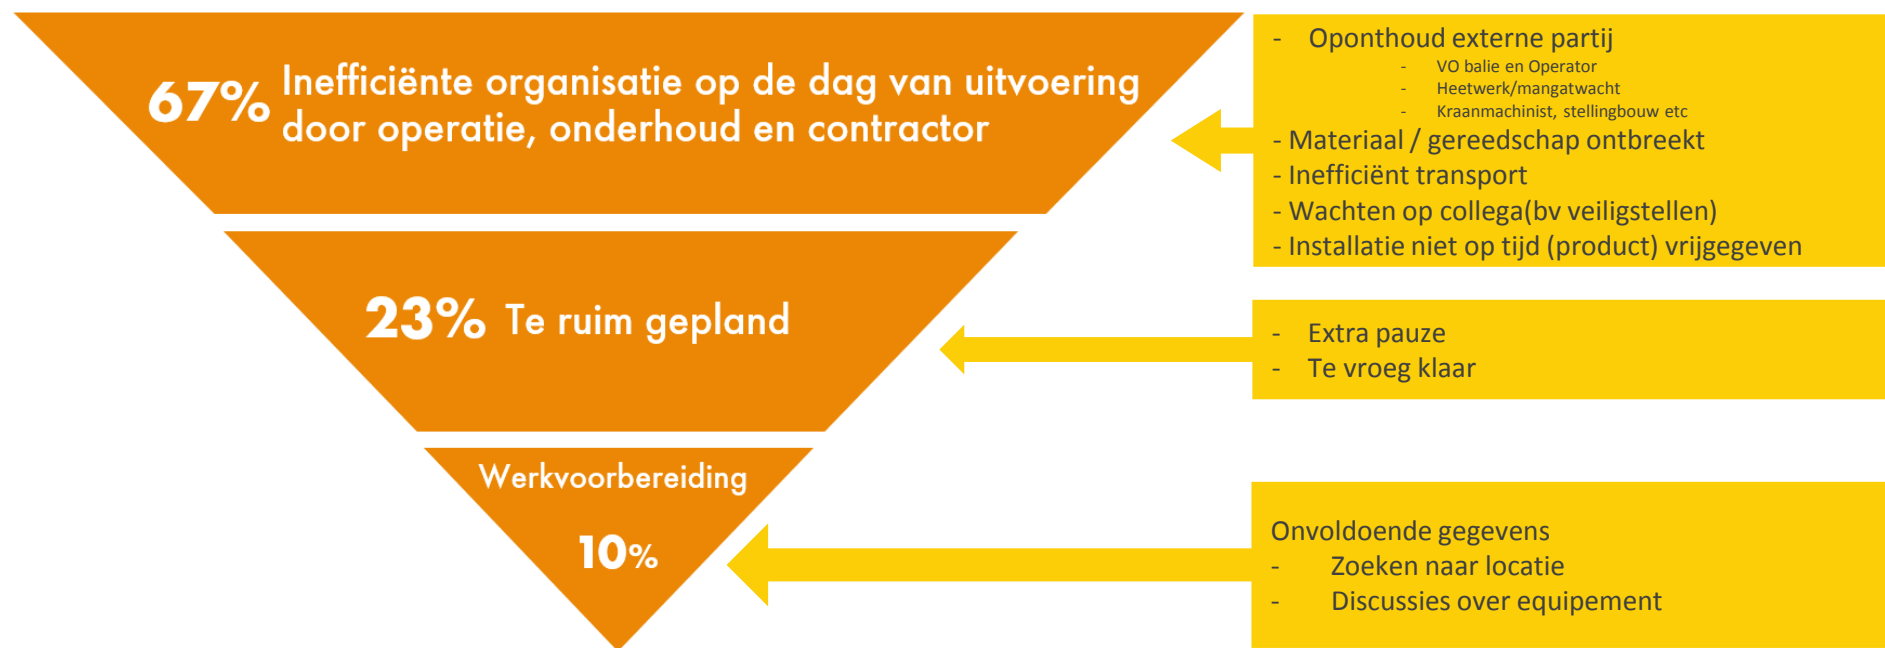 67% Inefficiënte organisatie op de dag van uitvoering
door operatie, onderhoud en contractor
- Oponthoud externe partij
- VO balie en Operator
- Heetwerk/mangatwacht
- Kraanmachinist, stellingbouw etc
- Materiaal / gereedschap ontbreekt
- Inefficiënt transport
- Wachten op collega(bv veiligstellen)
- Installatie niet op tijd (product) vrijgegeven
23% Te ruim gepland
- Extra pauze
- Te vroeg klaar
Werkvoorbereiding
10%
Onvoldoende gegevens
- Zoeken naar locatie
- Discussies over equipement